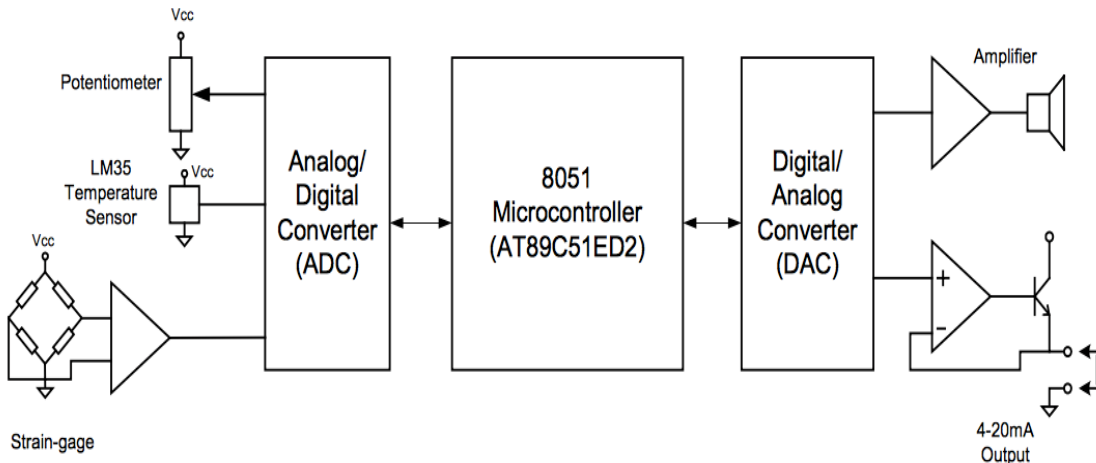 Vcc
Potentiometer
LM35
Temperature
Sensor
Vcc
Vcc
Strain-gage
Analog/
Digital
Converter
(ADC)
8051
Microcontroller
(AT89C51ED2)
Digital/
Analog
Converter
(DAC)
Amplifier
+
−
4-20mA
Output